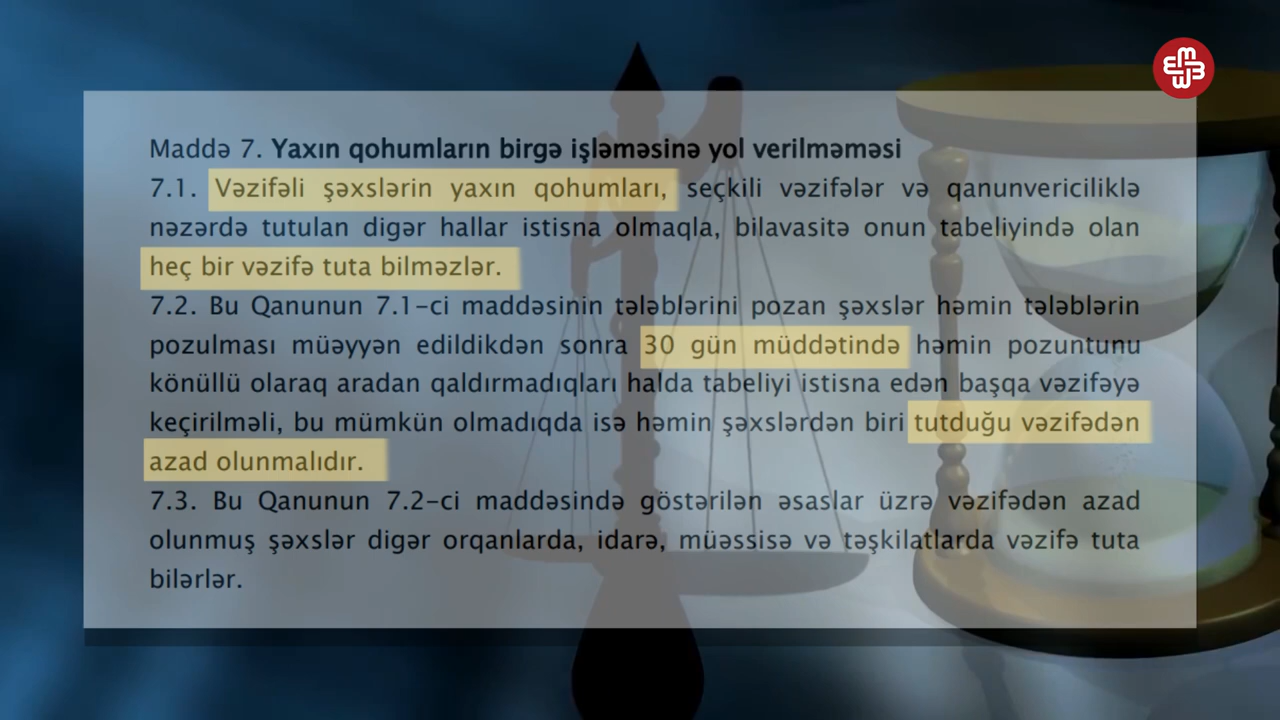 Maddə 7. Yaxın qohumların birgə işləməsinə yol verilməməsi
7.1. Vəzifəli şəxslərin yaxın qohumları, seçkili vəzifələr və qanunvericiliklə
nəzərdə tutulan digər hallar istisna olmaqla, bilavasitə onun tabeliyində olan
heç bir vəzifə tuta bilməzlər.
7.2. Bu Qanunun 7.1-ci maddəsinin tələblərini pozan şəxslər həmin tələblərin
pozulması müəyyən edildikdən sonra 30 gün müddətində həmin pozuntunu
könüllü olaraq aradan qaldırmadıqları halda tabeliyi istisna edən başqa vəzifəyə
keçirilməli, bu mümkün olmadıqda isə həmin şəxslərdən biri tutduğu vəzifədən
azad olunmalıdır.
7.3. Bu Qanunun 7.2-ci maddəsində göstərilən əsaslar üzrə vəzifədən azad
olunmuş şəxslər digər orqanlarda, idarə, müəssisə və təşkilatlarda vəzifə tuta
bilərlər.